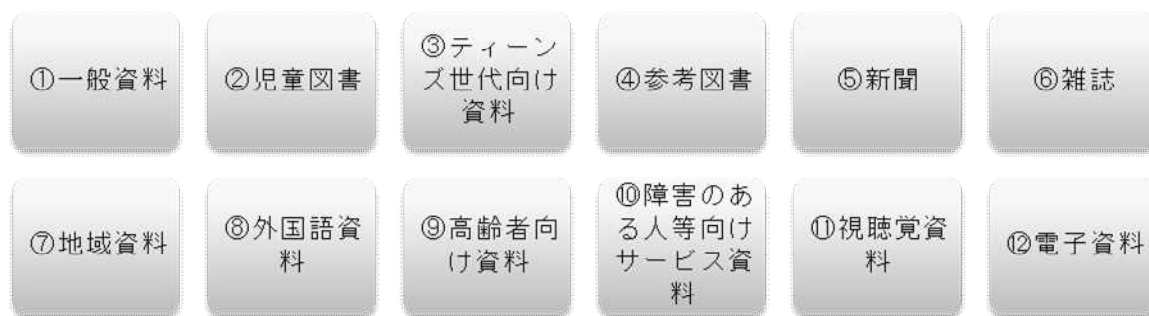 ①一般資料
②児童図書
③ティーン
ズ世代向け
資料
④参考図書
⑤新聞
⑥雑誌
⑦地域資料
⑧外国語資
料
⑨高齢者向
け資料
⑩障害のあ
る人等向け
サービス資
料
⑪視聴覚資
料
⑫電子資料